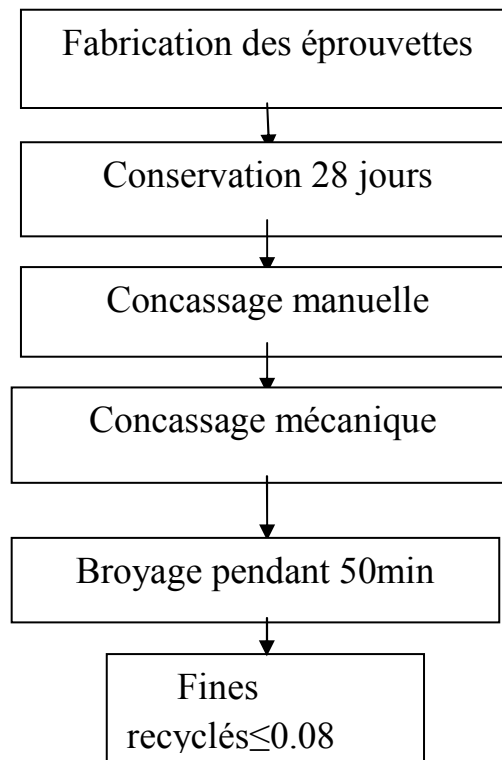 Fabrication des éprouvettes
Conservation 28 jours
Concassage manuelle
Concassage mécanique
Broyage pendant 50min
Fines
recyclés≤0.08